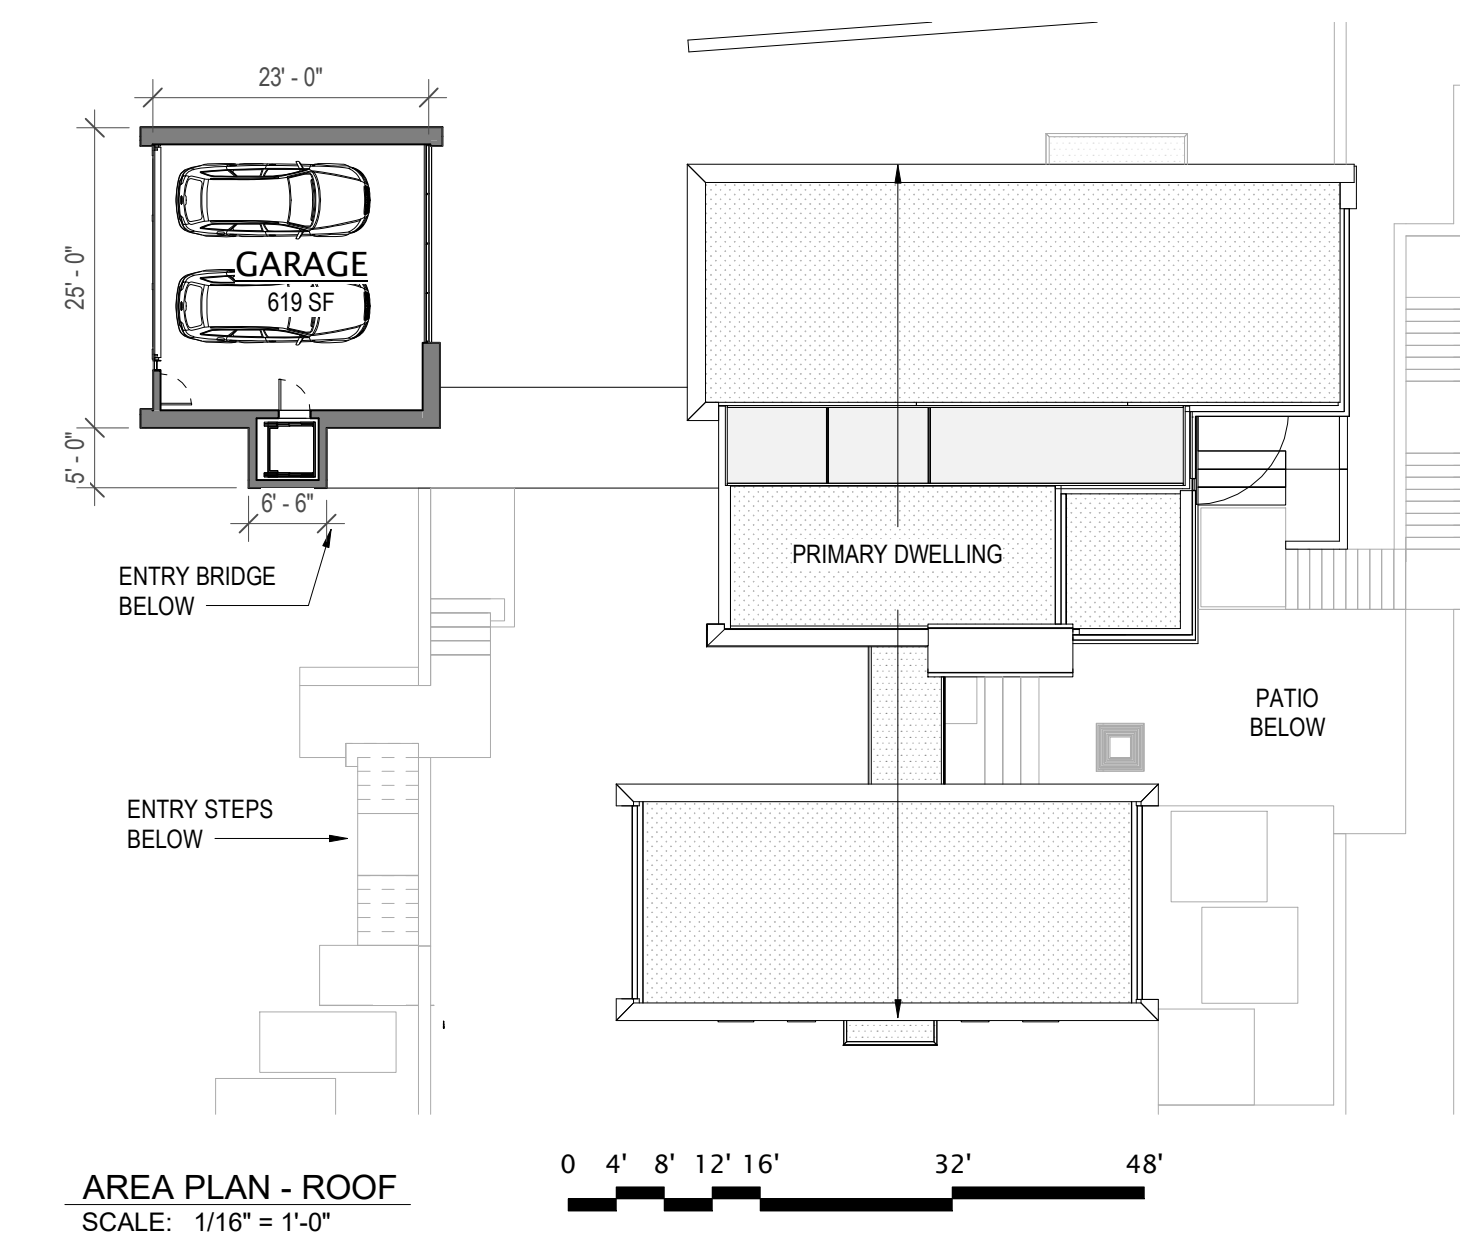 23' - 0"
25' - 0"
GARAGE
619 SF
5' - 0"
6' - 6"
ENTRY BRIDGE
BELOW
PRIMARY DWELLING
PATIO
BELOW
ENTRY STEPS
BELOW
0 4' 8' 12' 16' 32' 48'
AREA PLAN - ROOF
SCALE: 1/16" = 1'-0"